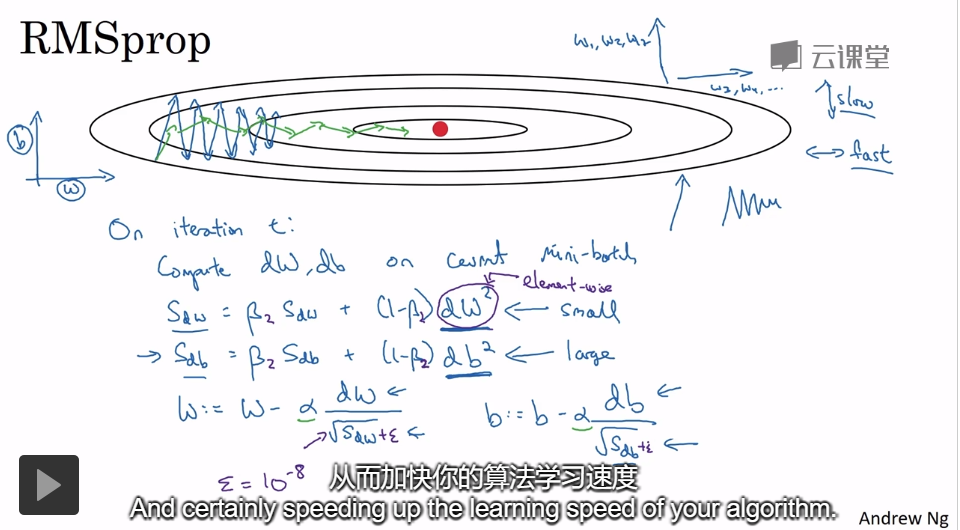 RMSprop
w₁, w₂, w₂
云课堂
w₃, w₄, ...
slow
fast
b
w
On iteration t:
Compute dW, db on current mini-batch
element-wise
Sdw = β₂ Sdw + (1-β₂) dW² ← small
→ Sdb = β₂ Sdb + (1-β₂) db² ← large
W := W - α dW / √Sdw + ε ←
b := b - α db / √Sdb + ε ←
ε = 10⁻⁸
从而加快你的算法学习速度
And certainly speeding up the learning speed of your algorithm.
Andrew Ng